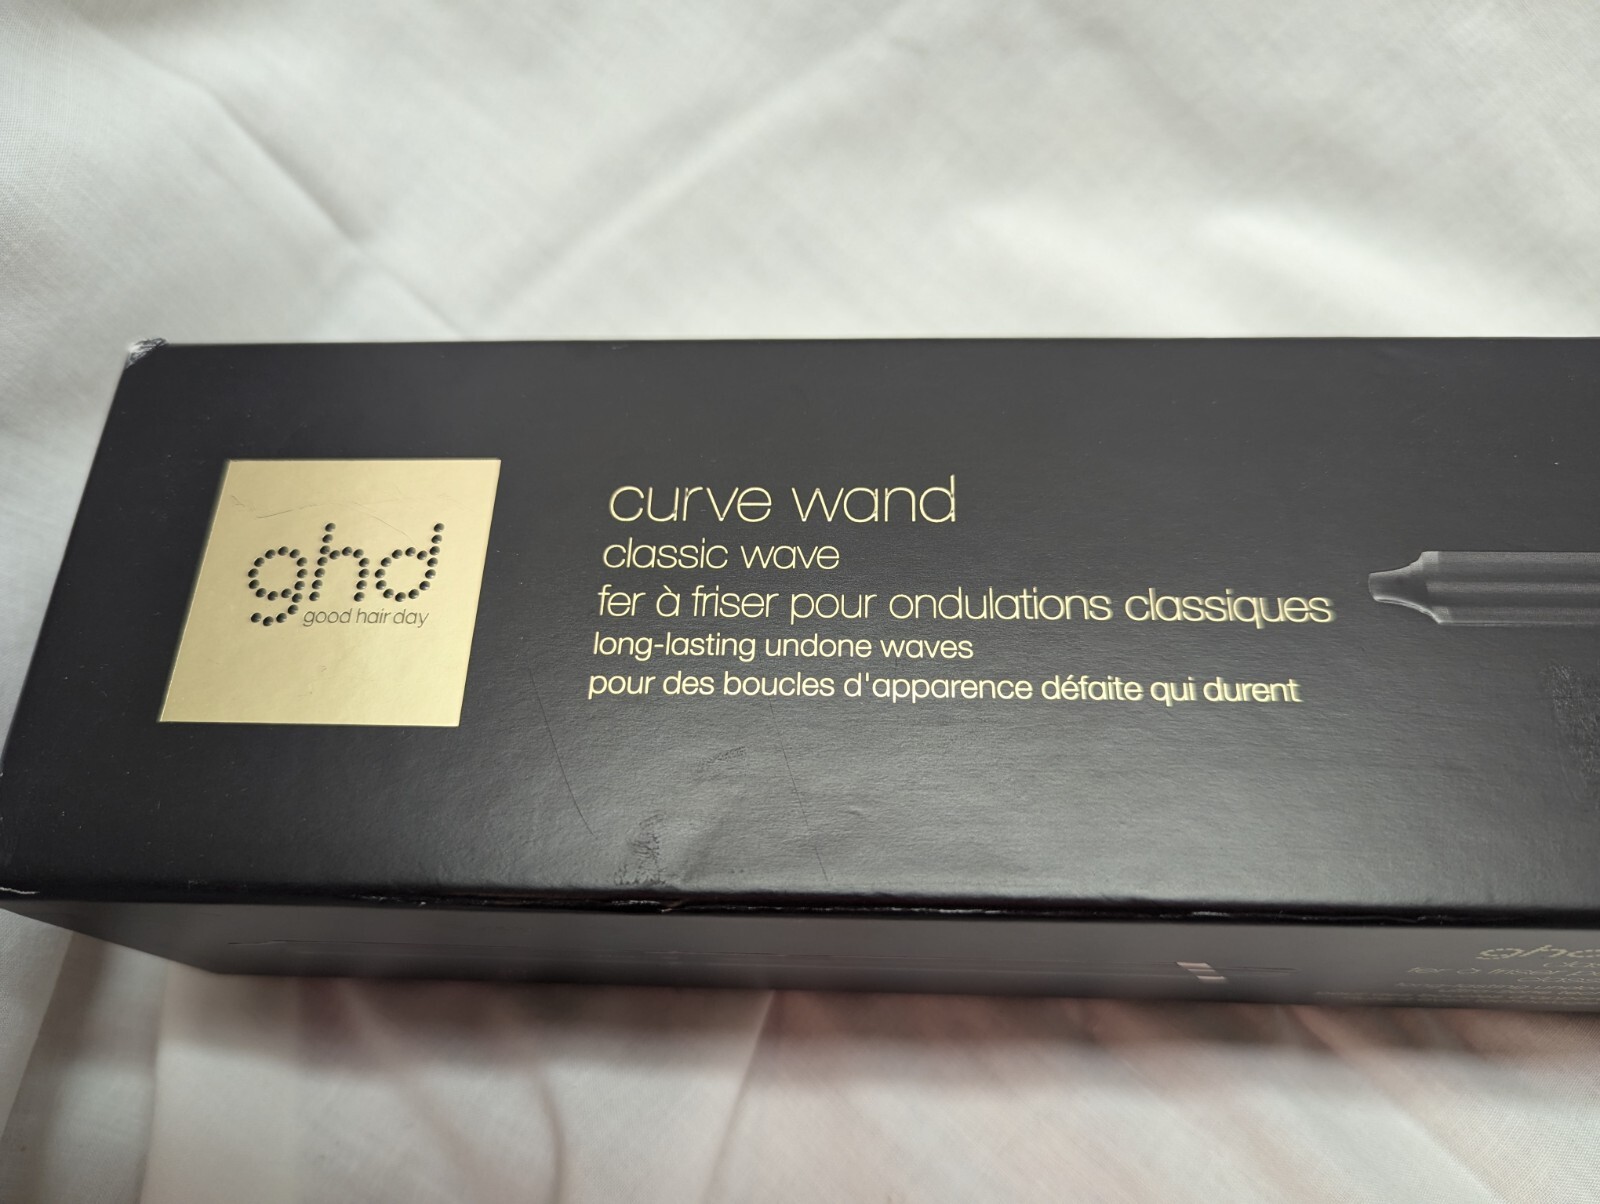 ghd
good hair day
curve wand
classic wave
fer à friser pour ondulations classiques
long-lasting undone waves
pour des boucles d'apparence défaite qui durent